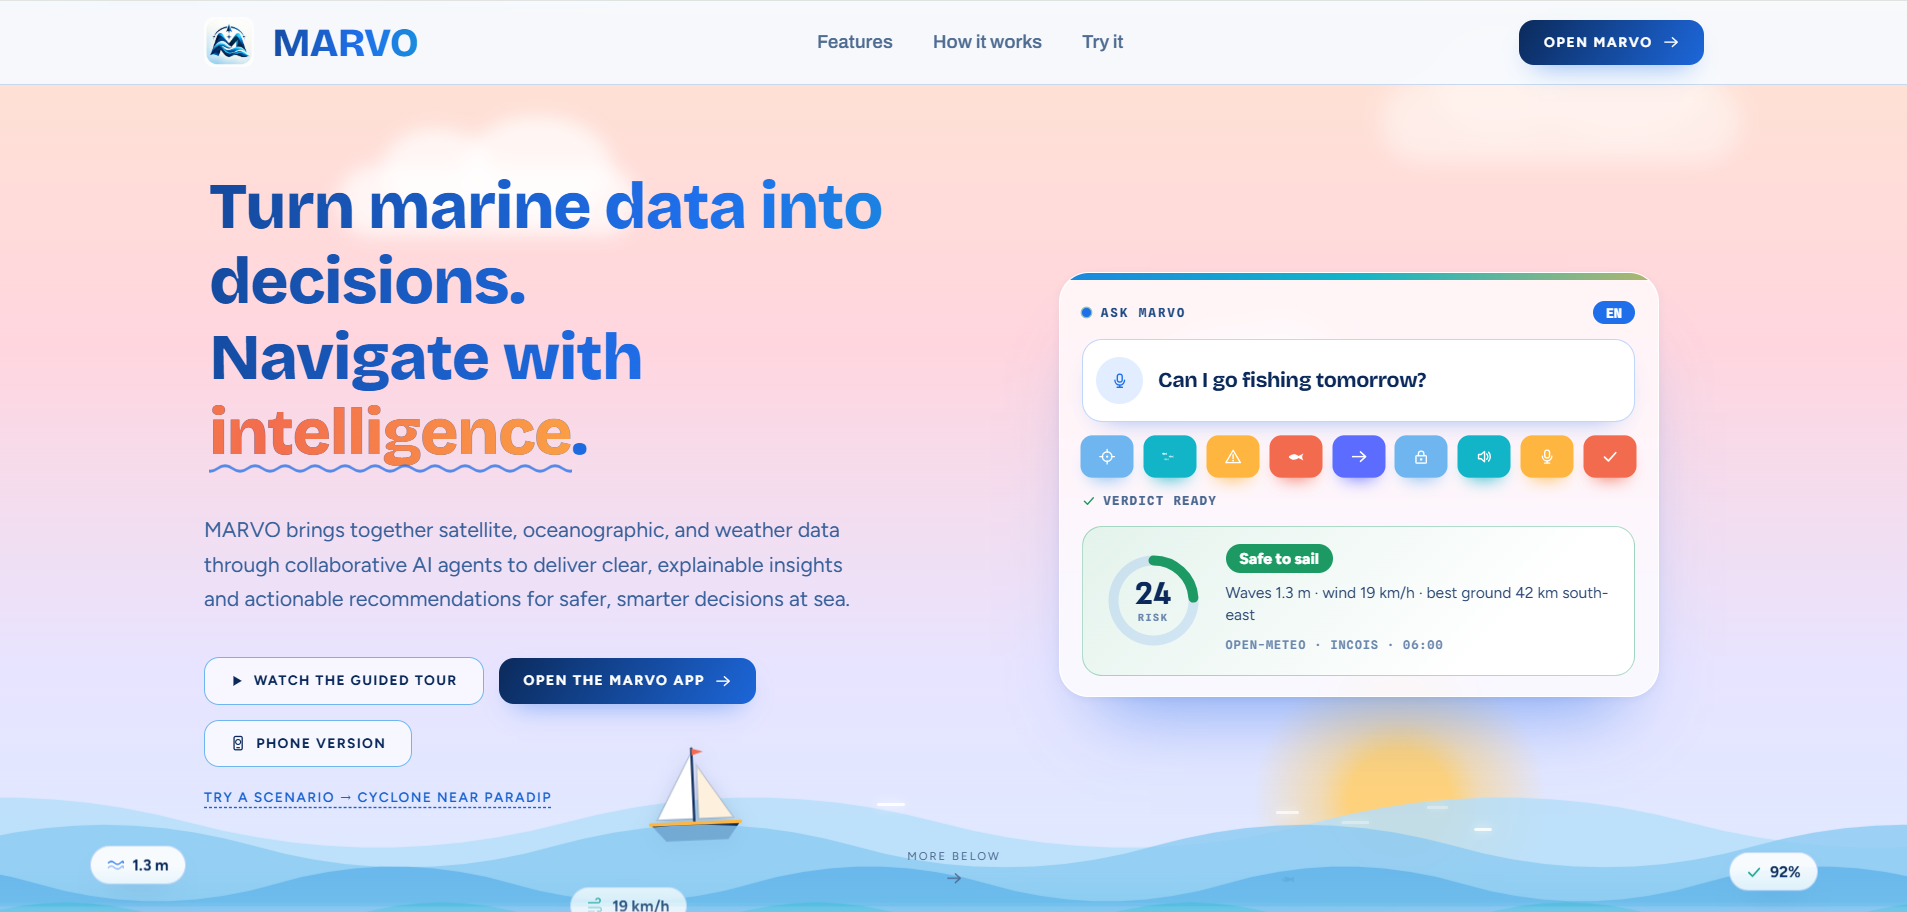 MARVO
Features
How it works
Try it
OPEN MARVO →
Turn marine data into
decisions.
Navigate with
intelligence.
MARVO brings together satellite, oceanographic, and weather data
through collaborative AI agents to deliver clear, explainable insights
and actionable recommendations for safer, smarter decisions at sea.
WATCH THE GUIDED TOUR
OPEN THE MARVO APP →
PHONE VERSION
TRY A SCENARIO → CYCLONE NEAR PARADIP
ASK MARVO
EN
Can I go fishing tomorrow?
VERDICT READY
24
RISK
Safe to sail
Waves 1.3 m · wind 19 km/h · best ground 42 km south-
east
OPEN-METEO · INCOIS · 06:00
1.3 m
19 km/h
MORE BELOW
→
92%